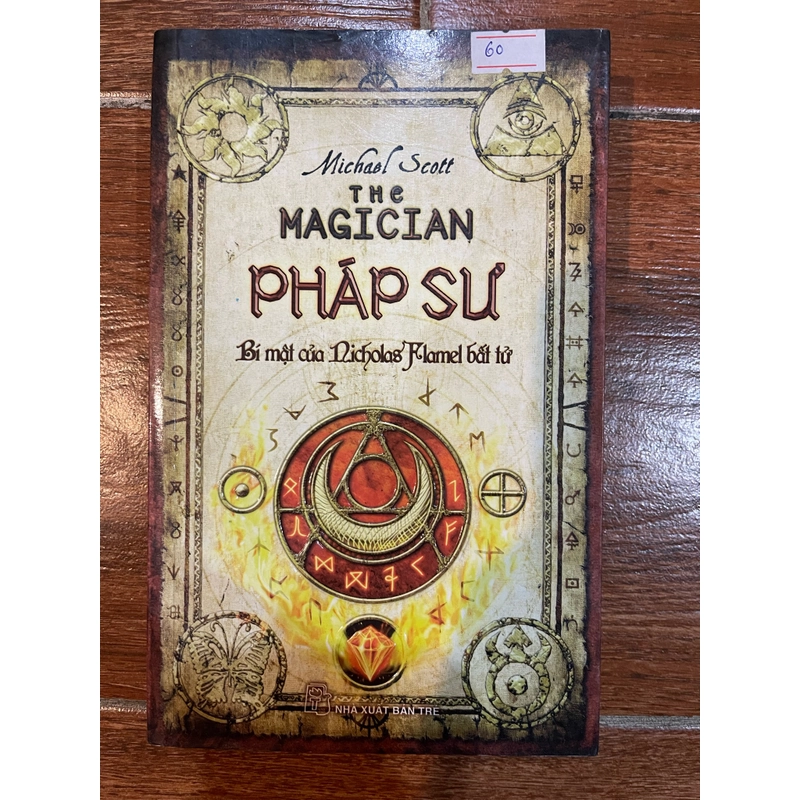 60
Michael Scott
THE
MAGICIAN
PHÁP SƯ
Bí mật của Nicholas Flamel bất tử
NHÀ XUẤT BẢN TRẺ